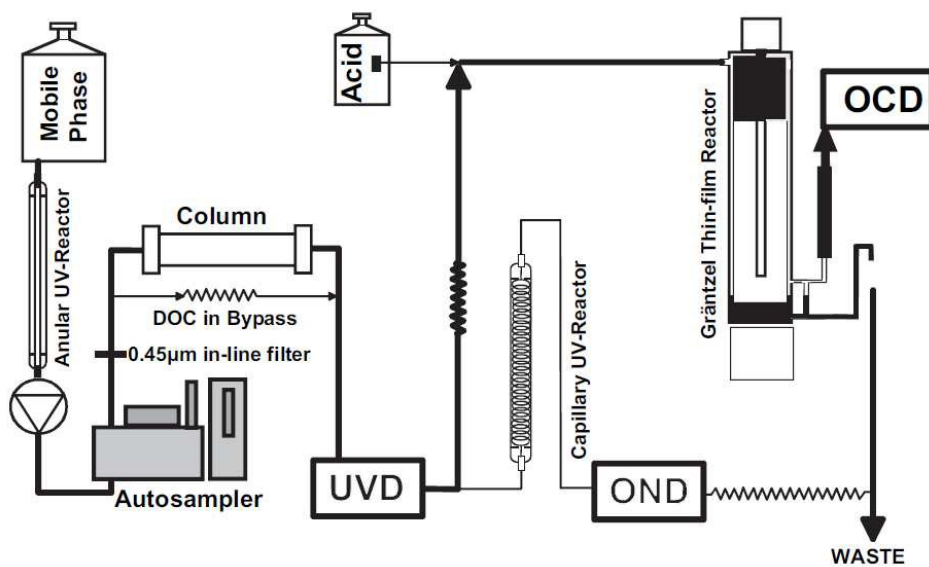 Mobile
Phase
Anular UV-Reactor
Column
DOC in Bypass
0.45µm in-line filter
Autosampler
UVD
Acid
Capillary UV-Reactor
OND
Gräntzel Thin-film Reactor
OCD
WASTE